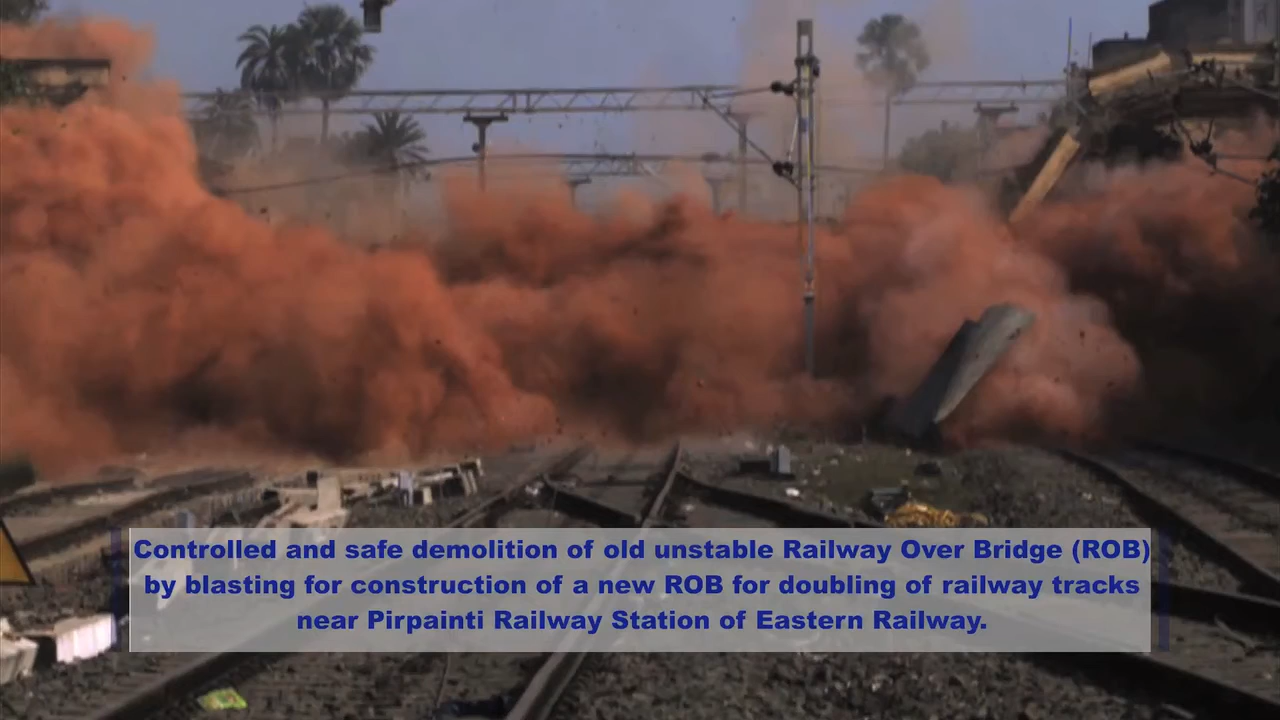 Controlled and safe demolition of old unstable Railway Over Bridge (ROB)
by blasting for construction of a new ROB for doubling of railway tracks
near Pirpainti Railway Station of Eastern Railway.